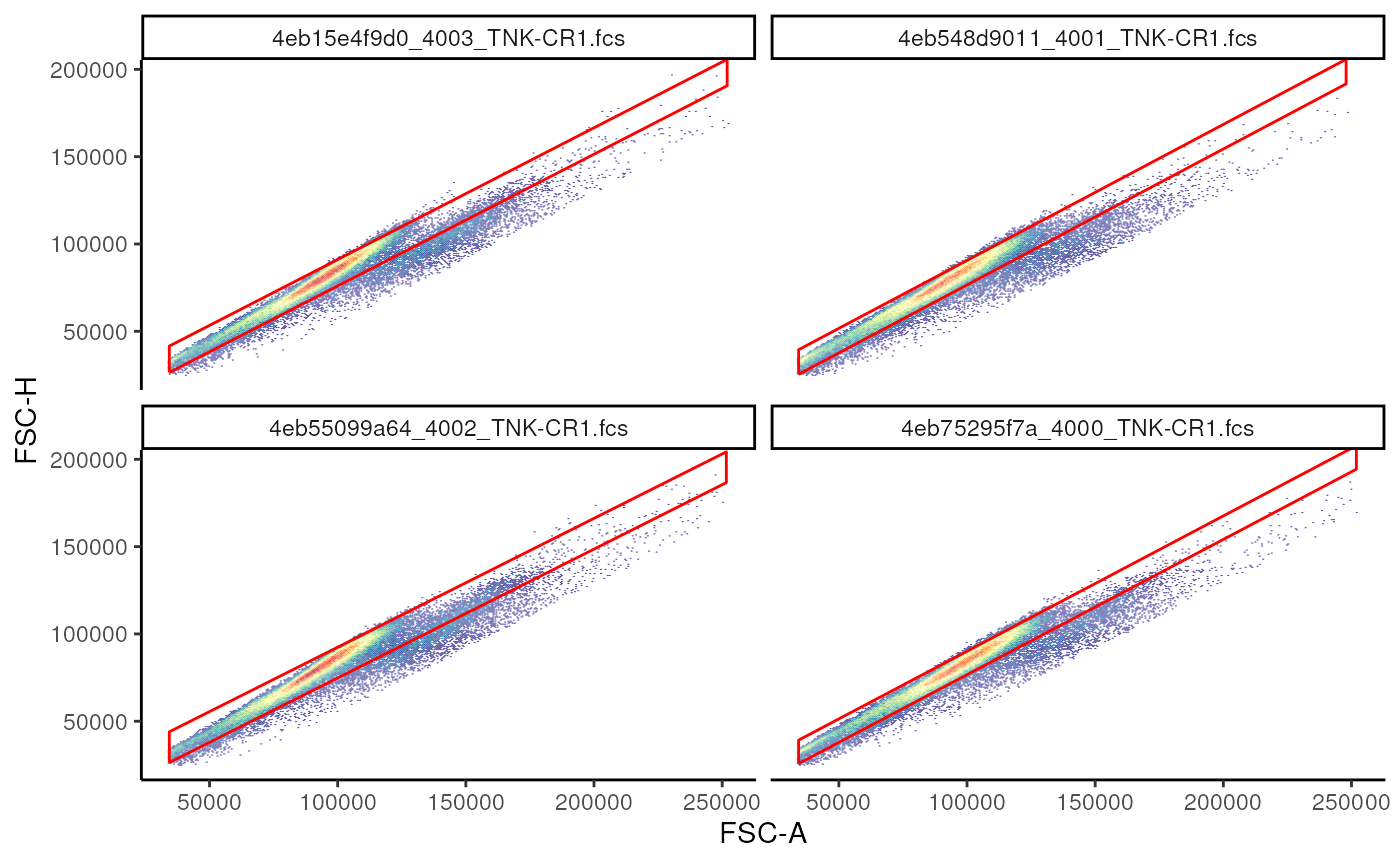 4eb15e4f9d0_4003_TNK-CR1.fcs
4eb548d9011_4001_TNK-CR1.fcs
200000
150000
100000
50000
FSC-H
4eb55099a64_4002_TNK-CR1.fcs
4eb75295f7a_4000_TNK-CR1.fcs
200000
150000
100000
50000
50000 100000 150000 200000 250000 50000 100000 150000 200000 250000
FSC-A